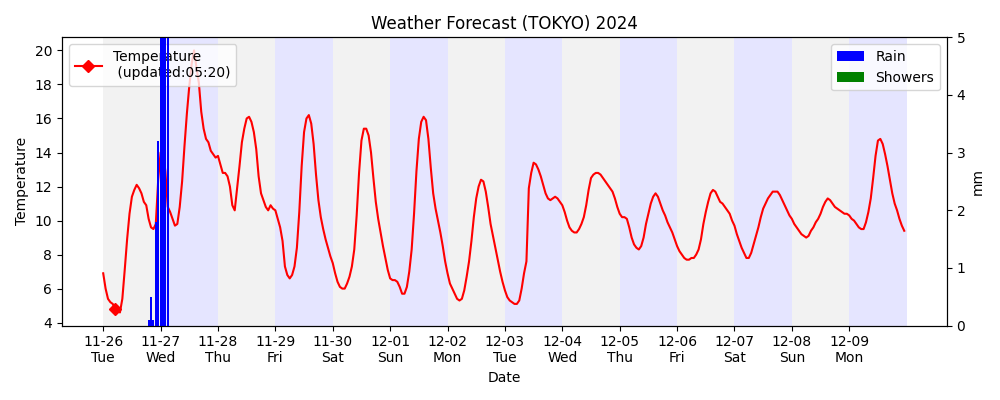 Weather Forecast (TOKYO) 2024
Temperature
(updated:05:20)
Rain
Showers
Temperature
20
18
16
14
12
10
8
6
4
5
4
3
2
1
0
mm
11-26 11-27 11-28 11-29 11-30 12-01 12-02 12-03 12-04 12-05 12-06 12-07 12-08 12-09
Tue Wed Thu Fri Sat Sun Mon Tue Wed Thu Fri Sat Sun Mon
Date